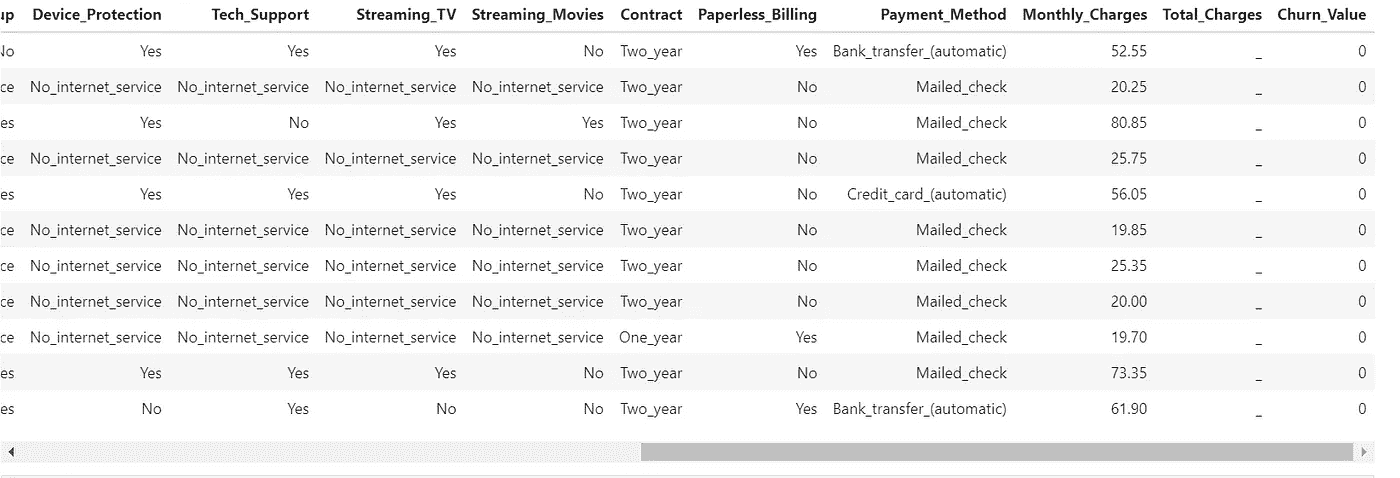 up Device_Protection Tech_Support Streaming_TV Streaming_Movies Contract Paperless_Billing Payment_Method Monthly_Charges Total_Charges Churn_Value
No Yes Yes Yes No Two_year Yes Bank_transfer_(automatic) 52.55 _ 0
ce No_internet_service No_internet_service No_internet_service No_internet_service Two_year No Mailed_check 20.25 _ 0
es Yes No Yes Yes Two_year No Mailed_check 80.85 _ 0
ce No_internet_service No_internet_service No_internet_service No_internet_service Two_year No Mailed_check 25.75 _ 0
es Yes Yes Yes No Two_year No Credit_card_(automatic) 56.05 _ 0
ce No_internet_service No_internet_service No_internet_service No_internet_service Two_year No Mailed_check 19.85 _ 0
ce No_internet_service No_internet_service No_internet_service No_internet_service Two_year No Mailed_check 25.35 _ 0
ce No_internet_service No_internet_service No_internet_service No_internet_service Two_year No Mailed_check 20.00 _ 0
ce No_internet_service No_internet_service No_internet_service No_internet_service One_year Yes Mailed_check 19.70 _ 0
es Yes Yes Yes No Two_year No Mailed_check 73.35 _ 0
es No Yes No No Two_year Yes Bank_transfer_(automatic) 61.90 _ 0